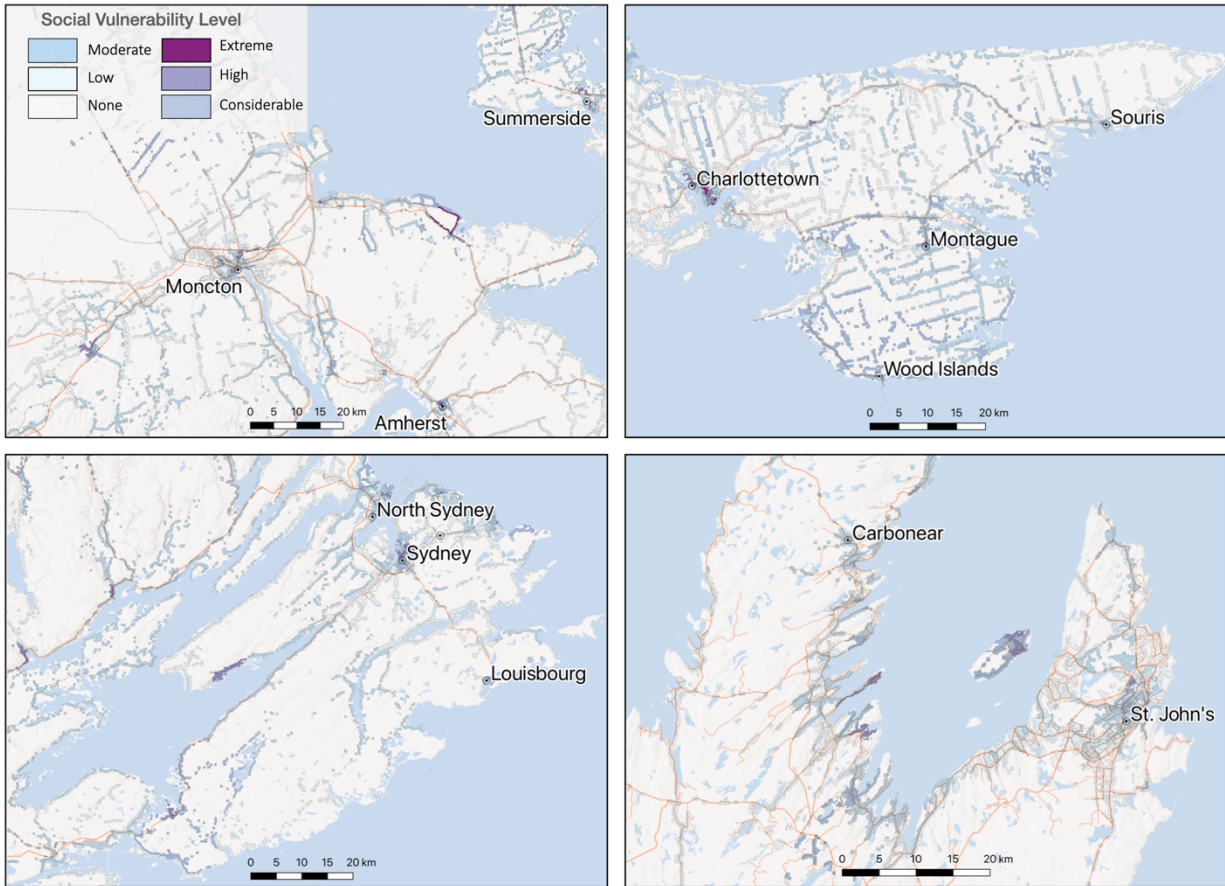 Social Vulnerability Level
Moderate Extreme
Low High
None Considerable
Summerside
Moncton
Amherst
0 5 10 15 20 km
Souris
Charlottetown
Montague
Wood Islands
0 5 10 15 20 km
North Sydney
Sydney
Louisbourg
0 5 10 15 20 km
Carbonear
St. John's
0 5 10 15 20 km